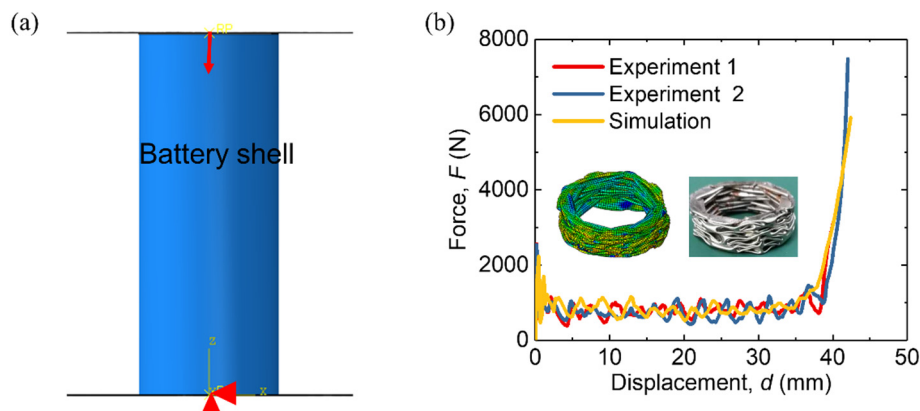 (a)
RP
Battery shell
z
x
(b)
Force, F (N)
8000
6000
4000
2000
0
Experiment 1
Experiment 2
Simulation
0 10 20 30 40 50
Displacement, d (mm)